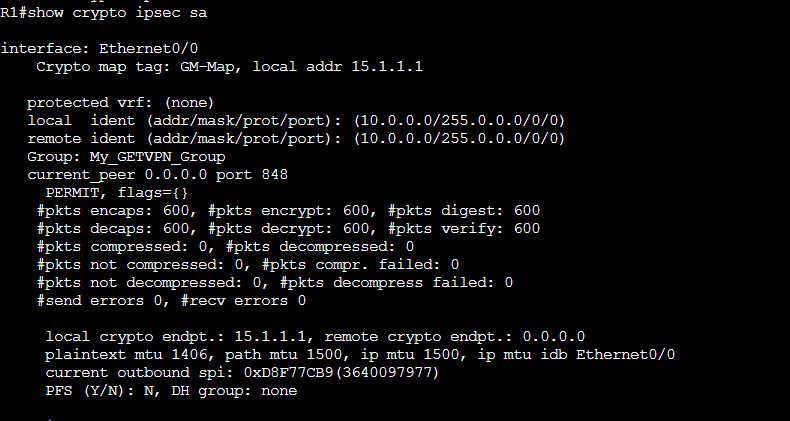 R1#show crypto ipsec sa
interface: Ethernet0/0
Crypto map tag: GM-Map, local addr 15.1.1.1
protected vrf: (none)
local ident (addr/mask/prot/port): (10.0.0.0/255.0.0.0/0/0)
remote ident (addr/mask/prot/port): (10.0.0.0/255.0.0.0/0/0)
Group: My_GETVPN_Group
current_peer 0.0.0.0 port 848
PERMIT, flags={}
#pkts encaps: 600, #pkts encrypt: 600, #pkts digest: 600
#pkts decaps: 600, #pkts decrypt: 600, #pkts verify: 600
#pkts compressed: 0, #pkts decompressed: 0
#pkts not compressed: 0, #pkts compr. failed: 0
#pkts not decompressed: 0, #pkts decompress failed: 0
#send errors 0, #recv errors 0
local crypto endpt.: 15.1.1.1, remote crypto endpt.: 0.0.0.0
plaintext mtu 1406, path mtu 1500, ip mtu 1500, ip mtu idb Ethernet0/0
current outbound spi: 0xD8F77CB9(3640097977)
PFS (Y/N): N, DH group: none